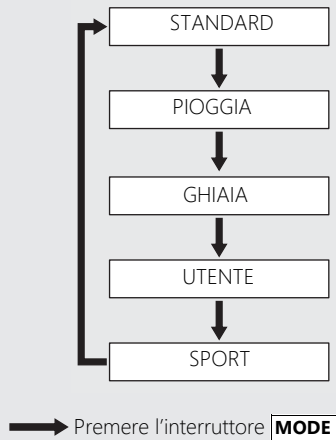 STANDARD
PIOGGIA
GHIAIA
UTENTE
SPORT
Premere l'interruttore MODE